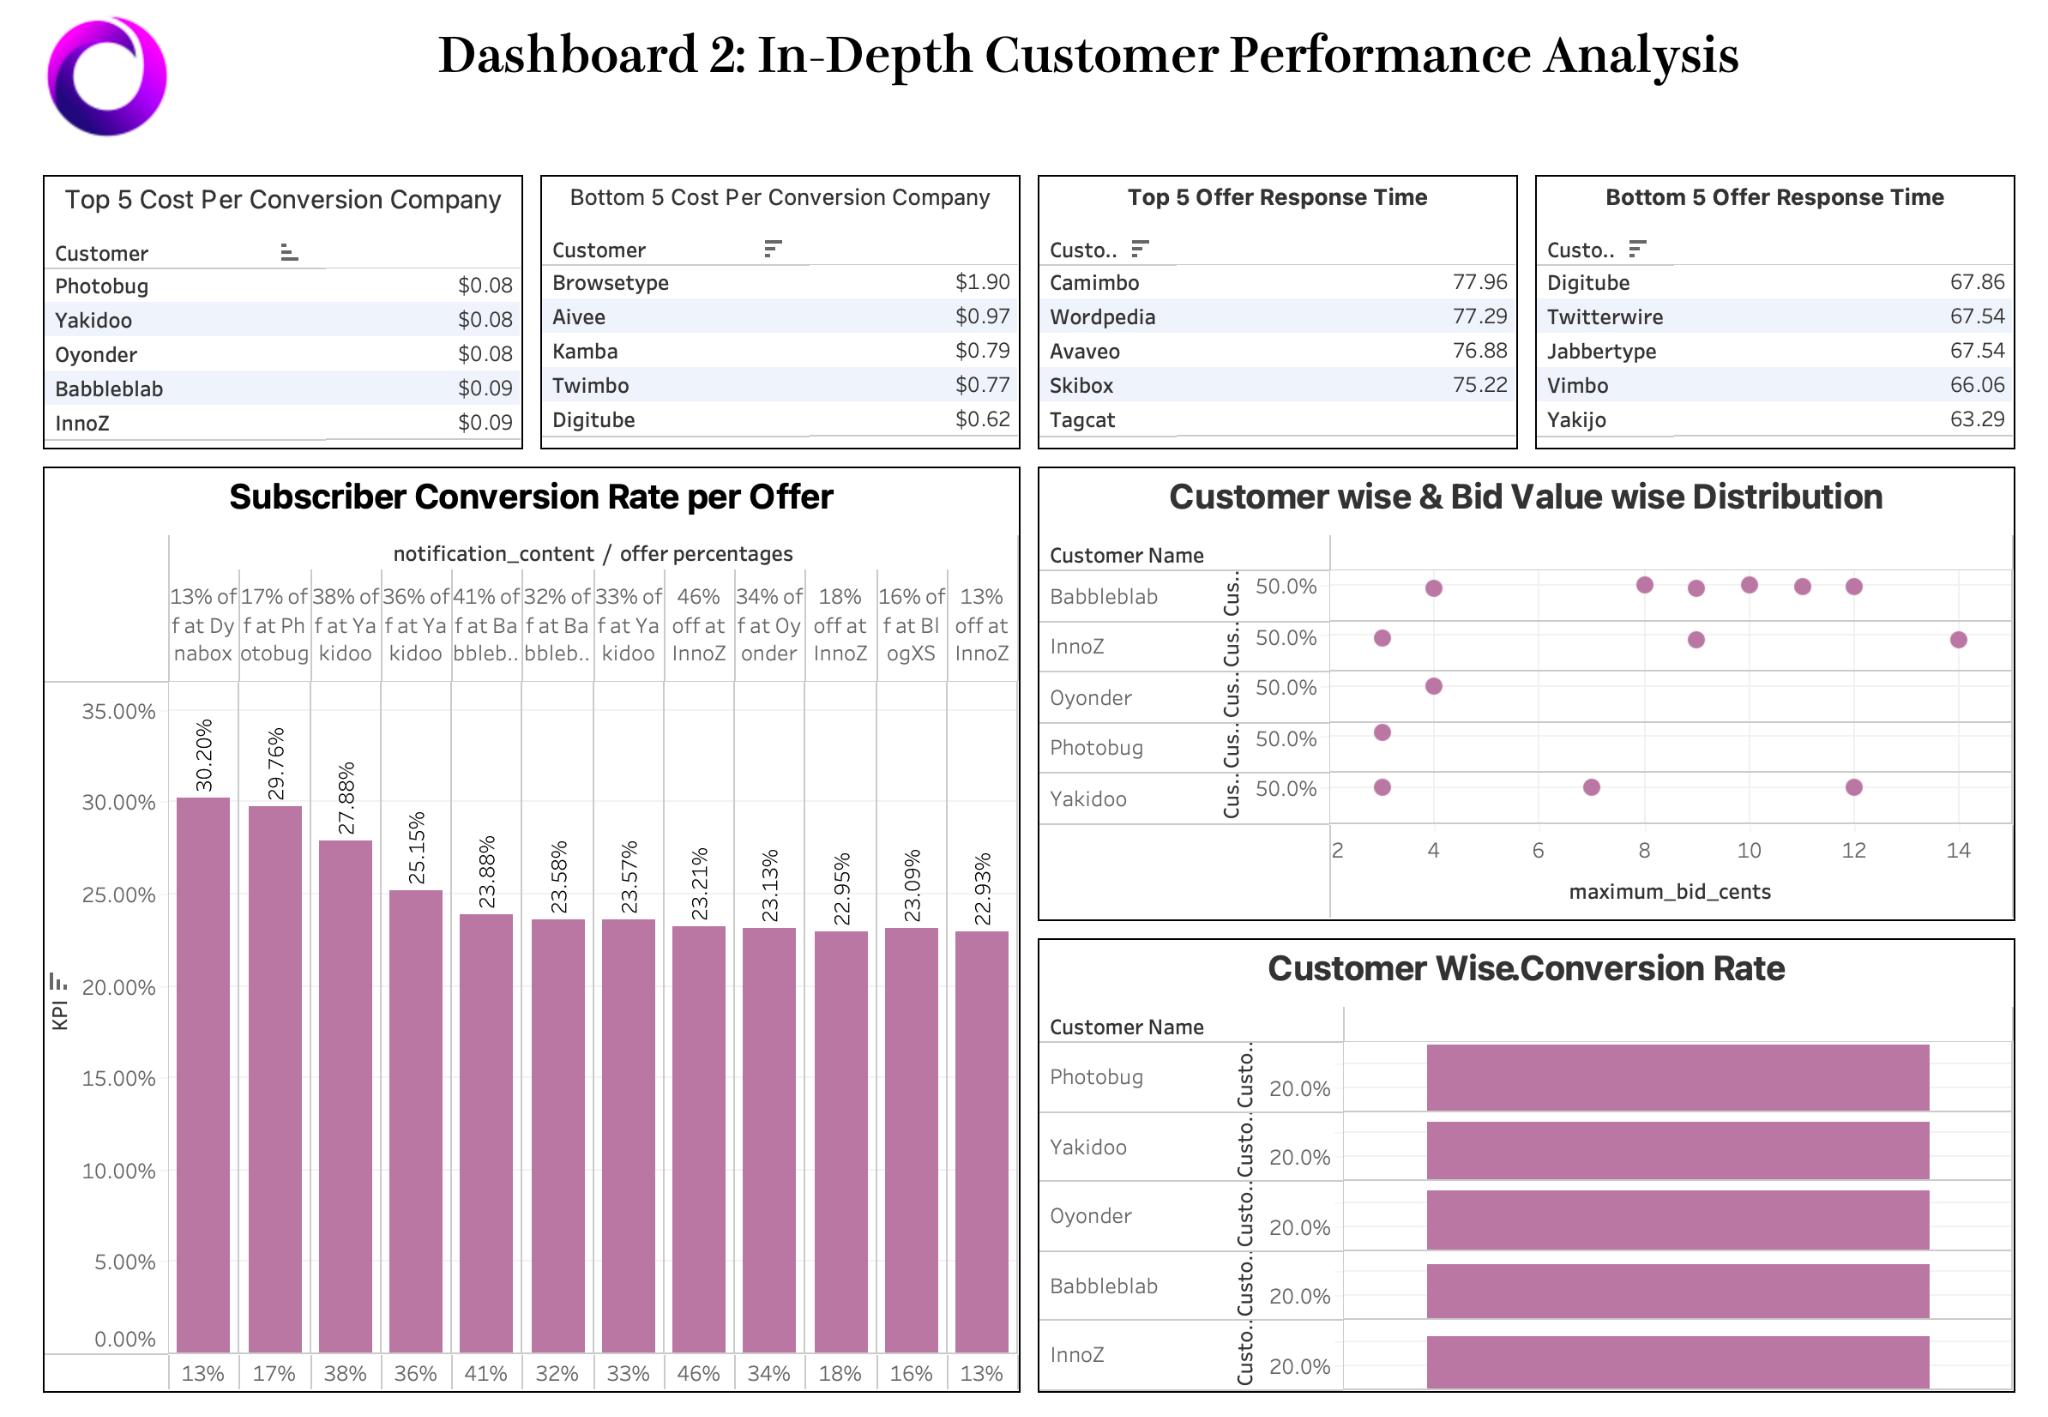 Dashboard 2: In-Depth Customer Performance Analysis
Top 5 Cost Per Conversion Company
Customer
Photobug $0.08
Yakidoo $0.08
Oyonder $0.08
Babbleblab $0.09
InnoZ $0.09
Bottom 5 Cost Per Conversion Company
Customer
Browsetype $1.90
Aivee $0.97
Kamba $0.79
Twimbo $0.77
Digitube $0.62
Top 5 Offer Response Time
Custo..
Camimbo 77.96
Wordpedia 77.29
Avaveo 76.88
Skibox 75.22
Tagcat
Bottom 5 Offer Response Time
Custo..
Digitube 67.86
Twitterwire 67.54
Jabbertype 67.54
Vimbo 66.06
Yakijo 63.29
Subscriber Conversion Rate per Offer
notification_content / offer percentages
13% of 17% of 38% of 36% of 41% of 32% of 33% of 46% 34% of 18% 16% of 13%
f at Dy f at Ph f at Ya f at Ya f at Ba f at Ba f at Ya off at f at Oy off at f at Bl off at
nabox otobug kidoo kidoo bbleb.. bbleb.. kidoo InnoZ onder InnoZ ogXS InnoZ
KPI
35.00%
30.00%
25.00%
20.00%
15.00%
10.00%
5.00%
0.00%
30.20% 29.76% 27.88% 25.15% 23.88% 23.58% 23.57% 23.21% 23.13% 22.95% 23.09% 22.93%
13% 17% 38% 36% 41% 32% 33% 46% 34% 18% 16% 13%
Customer wise & Bid Value wise Distribution
Customer Name
Babbleblab Cus.. 50.0%
InnoZ Cus.. 50.0%
Oyonder Cus.. 50.0%
Photobug Cus.. 50.0%
Yakidoo Cus.. 50.0%
2 4 6 8 10 12 14
maximum_bid_cents
Customer Wise.Conversion Rate
Customer Name
Photobug Custo.. 20.0%
Yakidoo Custo.. 20.0%
Oyonder Custo.. 20.0%
Babbleblab Custo.. 20.0%
InnoZ Custo.. 20.0%